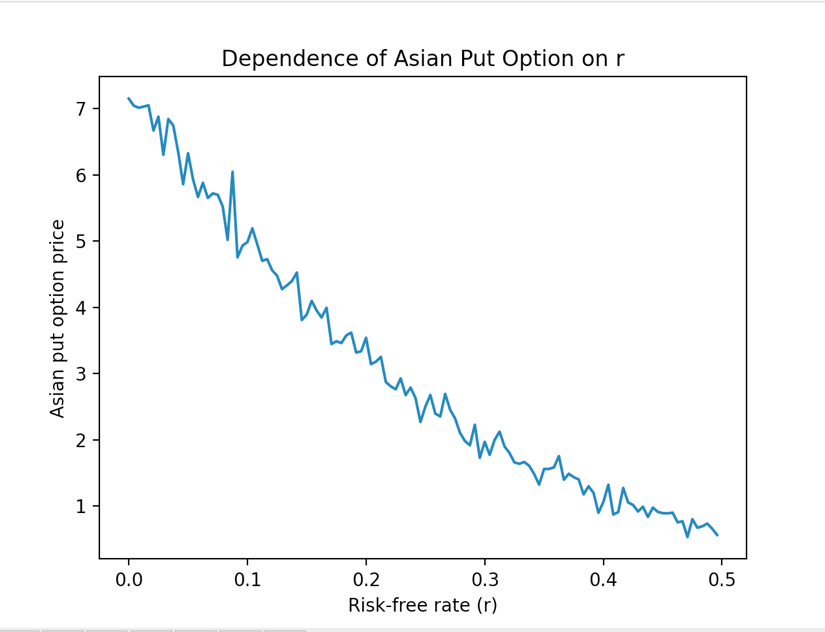 Dependence of Asian Put Option on r
7
6
5
4
3
2
1
Asian put option price
0.0 0.1 0.2 0.3 0.4 0.5
Risk-free rate (r)